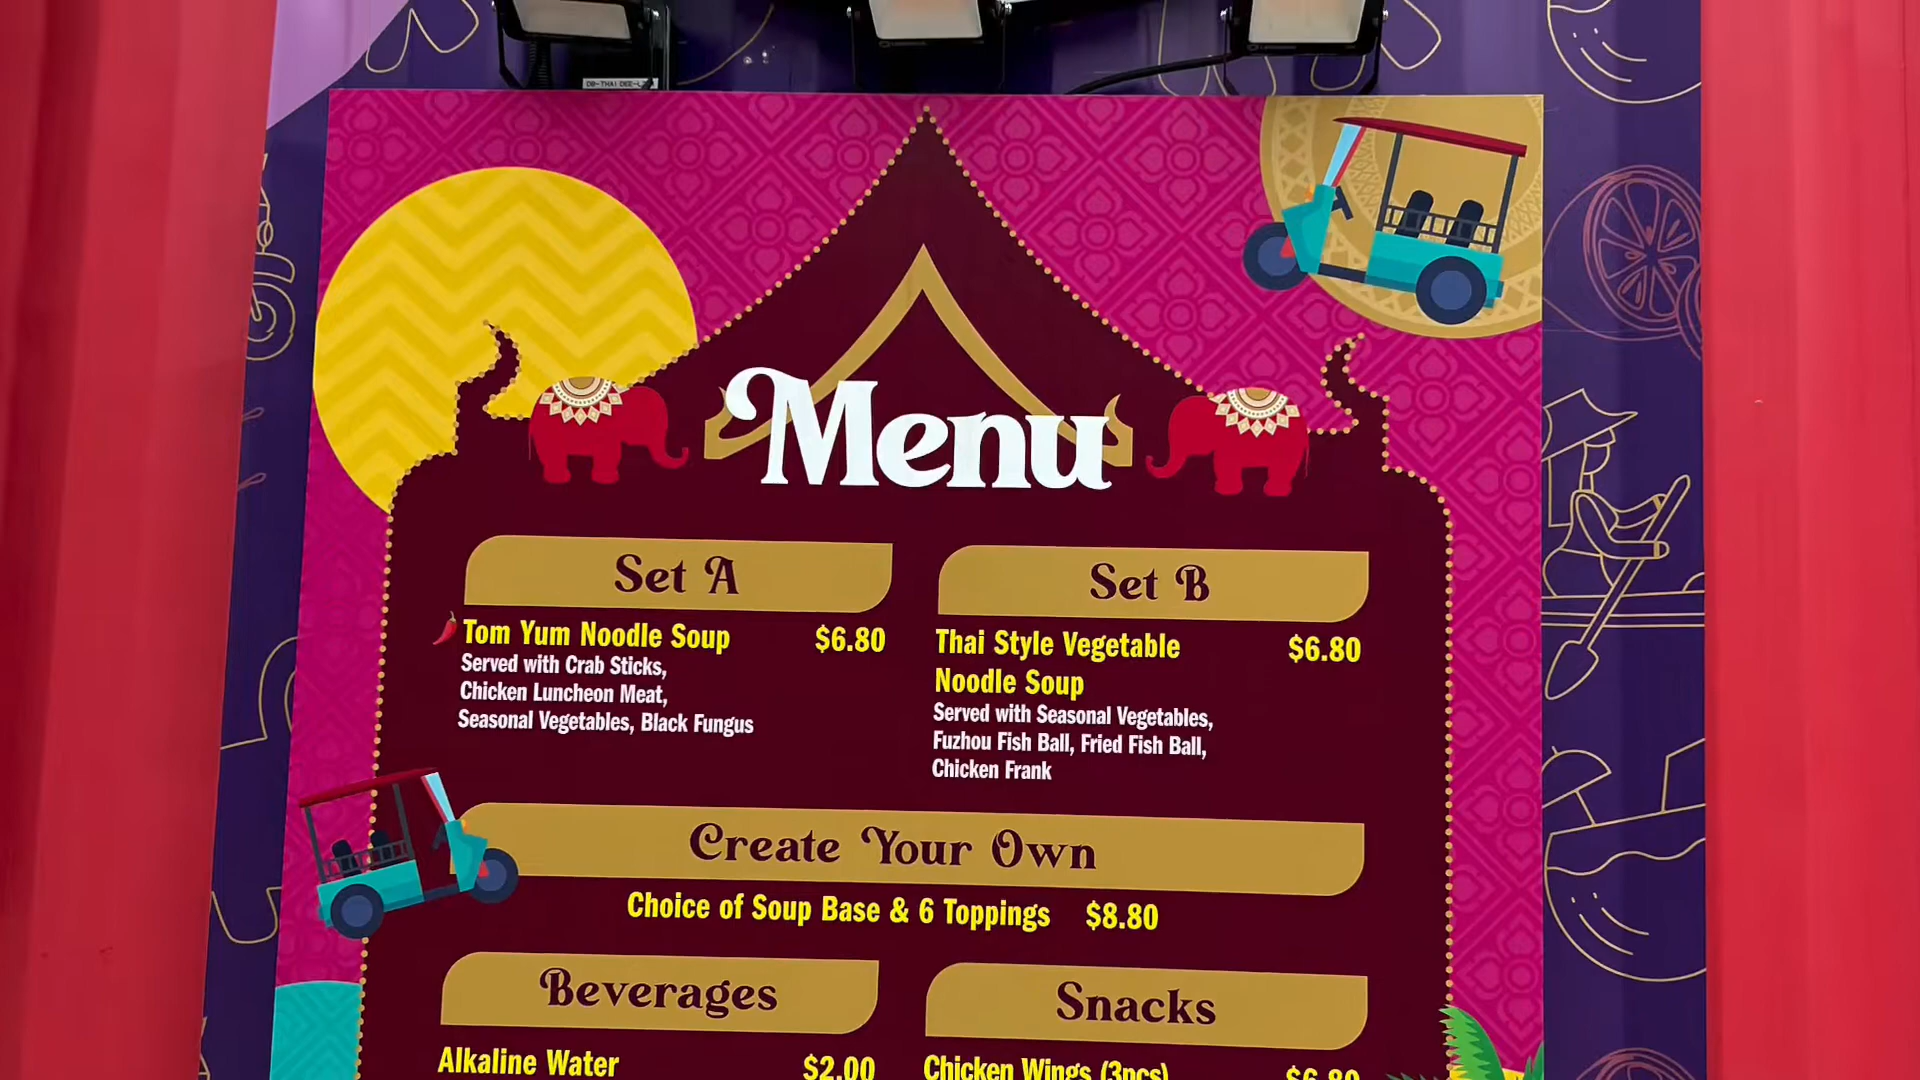 DB-THAI DEE-L
Menu
Set A
Tom Yum Noodle Soup $6.80
Served with Crab Sticks,
Chicken Luncheon Meat,
Seasonal Vegetables, Black Fungus
Set B
Thai Style Vegetable $6.80
Noodle Soup
Served with Seasonal Vegetables,
Fuzhou Fish Ball, Fried Fish Ball,
Chicken Frank
Create Your Own
Choice of Soup Base & 6 Toppings $8.80
Beverages
Alkaline Water $2.00
Snacks
Chicken Wings (3pcs) $6.80